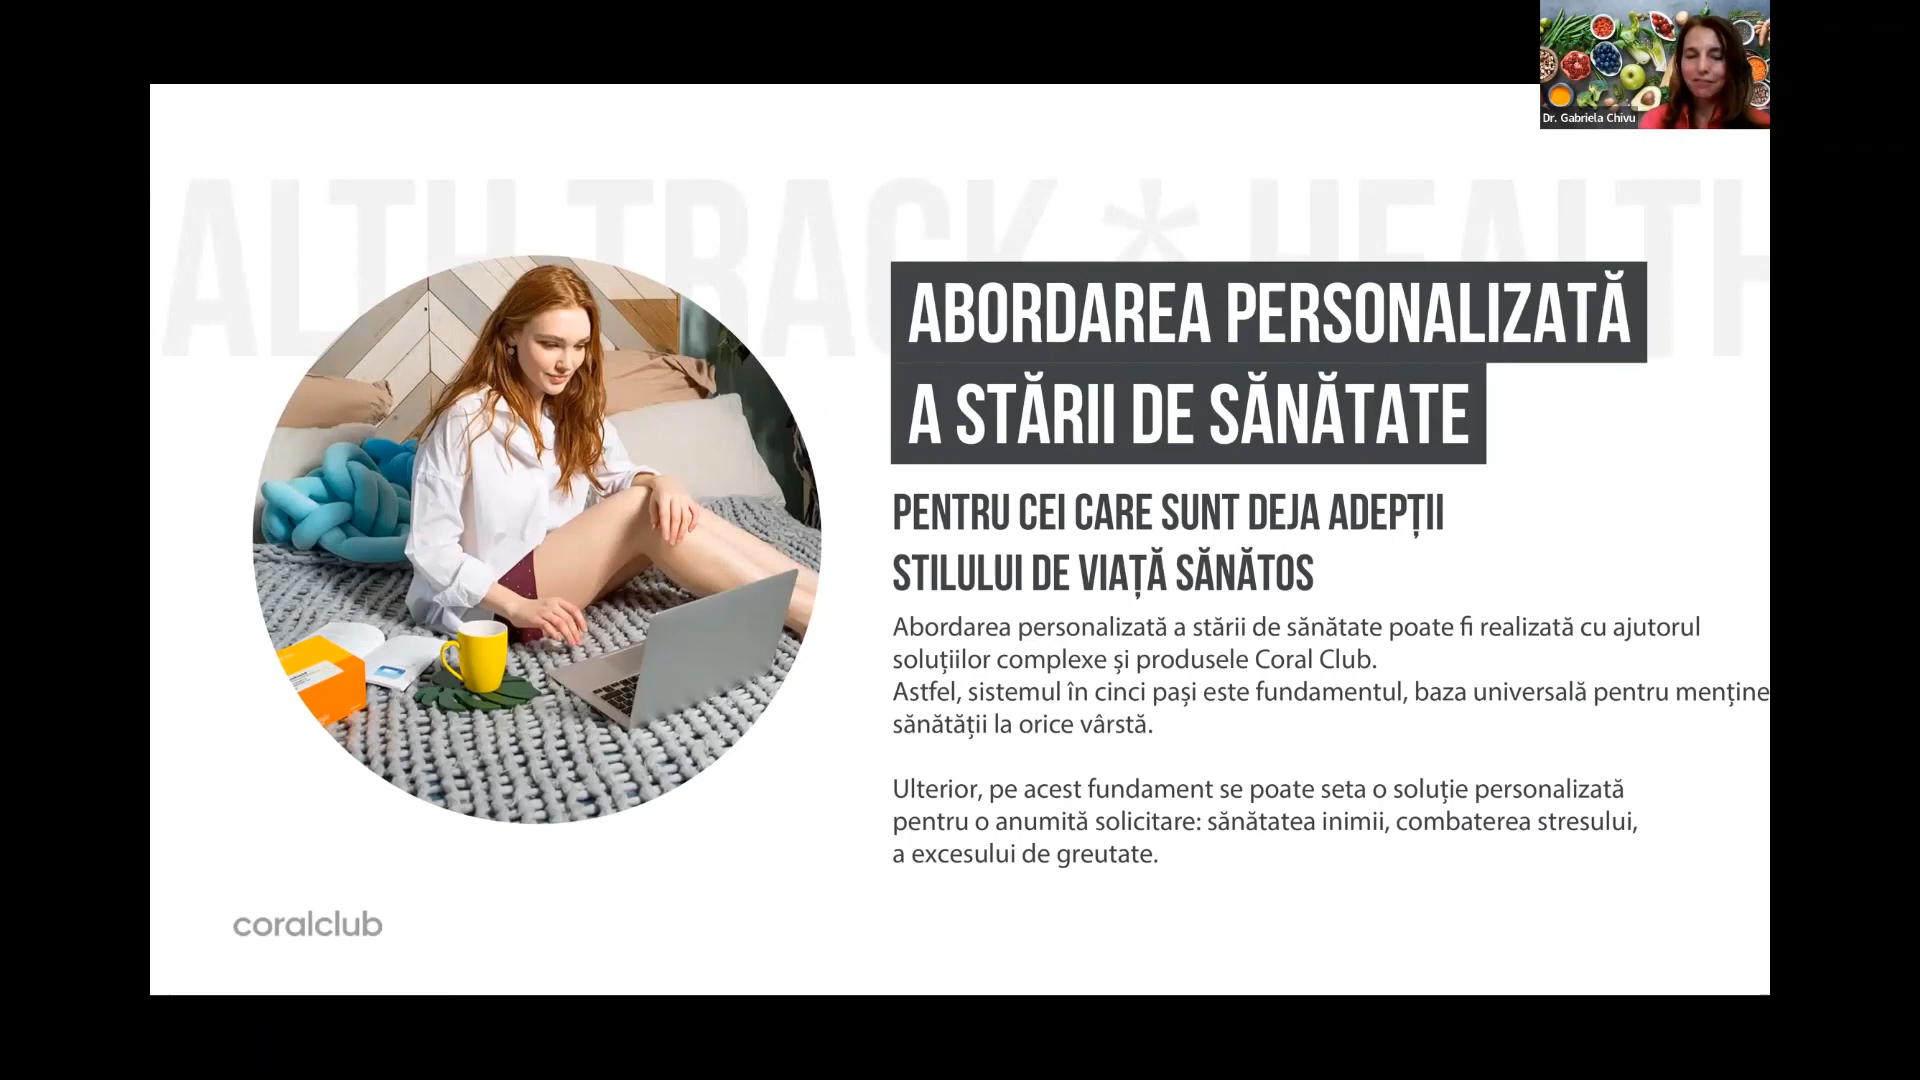 Dr. Gabriela Chivu
ALTH TRACK * HEALTH
ABORDAREA PERSONALIZATĂ
A STĂRII DE SĂNĂTATE
PENTRU CEI CARE SUNT DEJA ADEPȚII
STILULUI DE VIAȚĂ SĂNĂTOS
Abordarea personalizată a stării de sănătate poate fi realizată cu ajutorul
soluțiilor complexe și produsele Coral Club.
Astfel, sistemul în cinci pași este fundamentul, baza universală pentru menține
sănătății la orice vârstă.
Ulterior, pe acest fundament se poate seta o soluție personalizată
pentru o anumită solicitare: sănătatea inimii, combaterea stresului,
a excesului de greutate.
coralclub